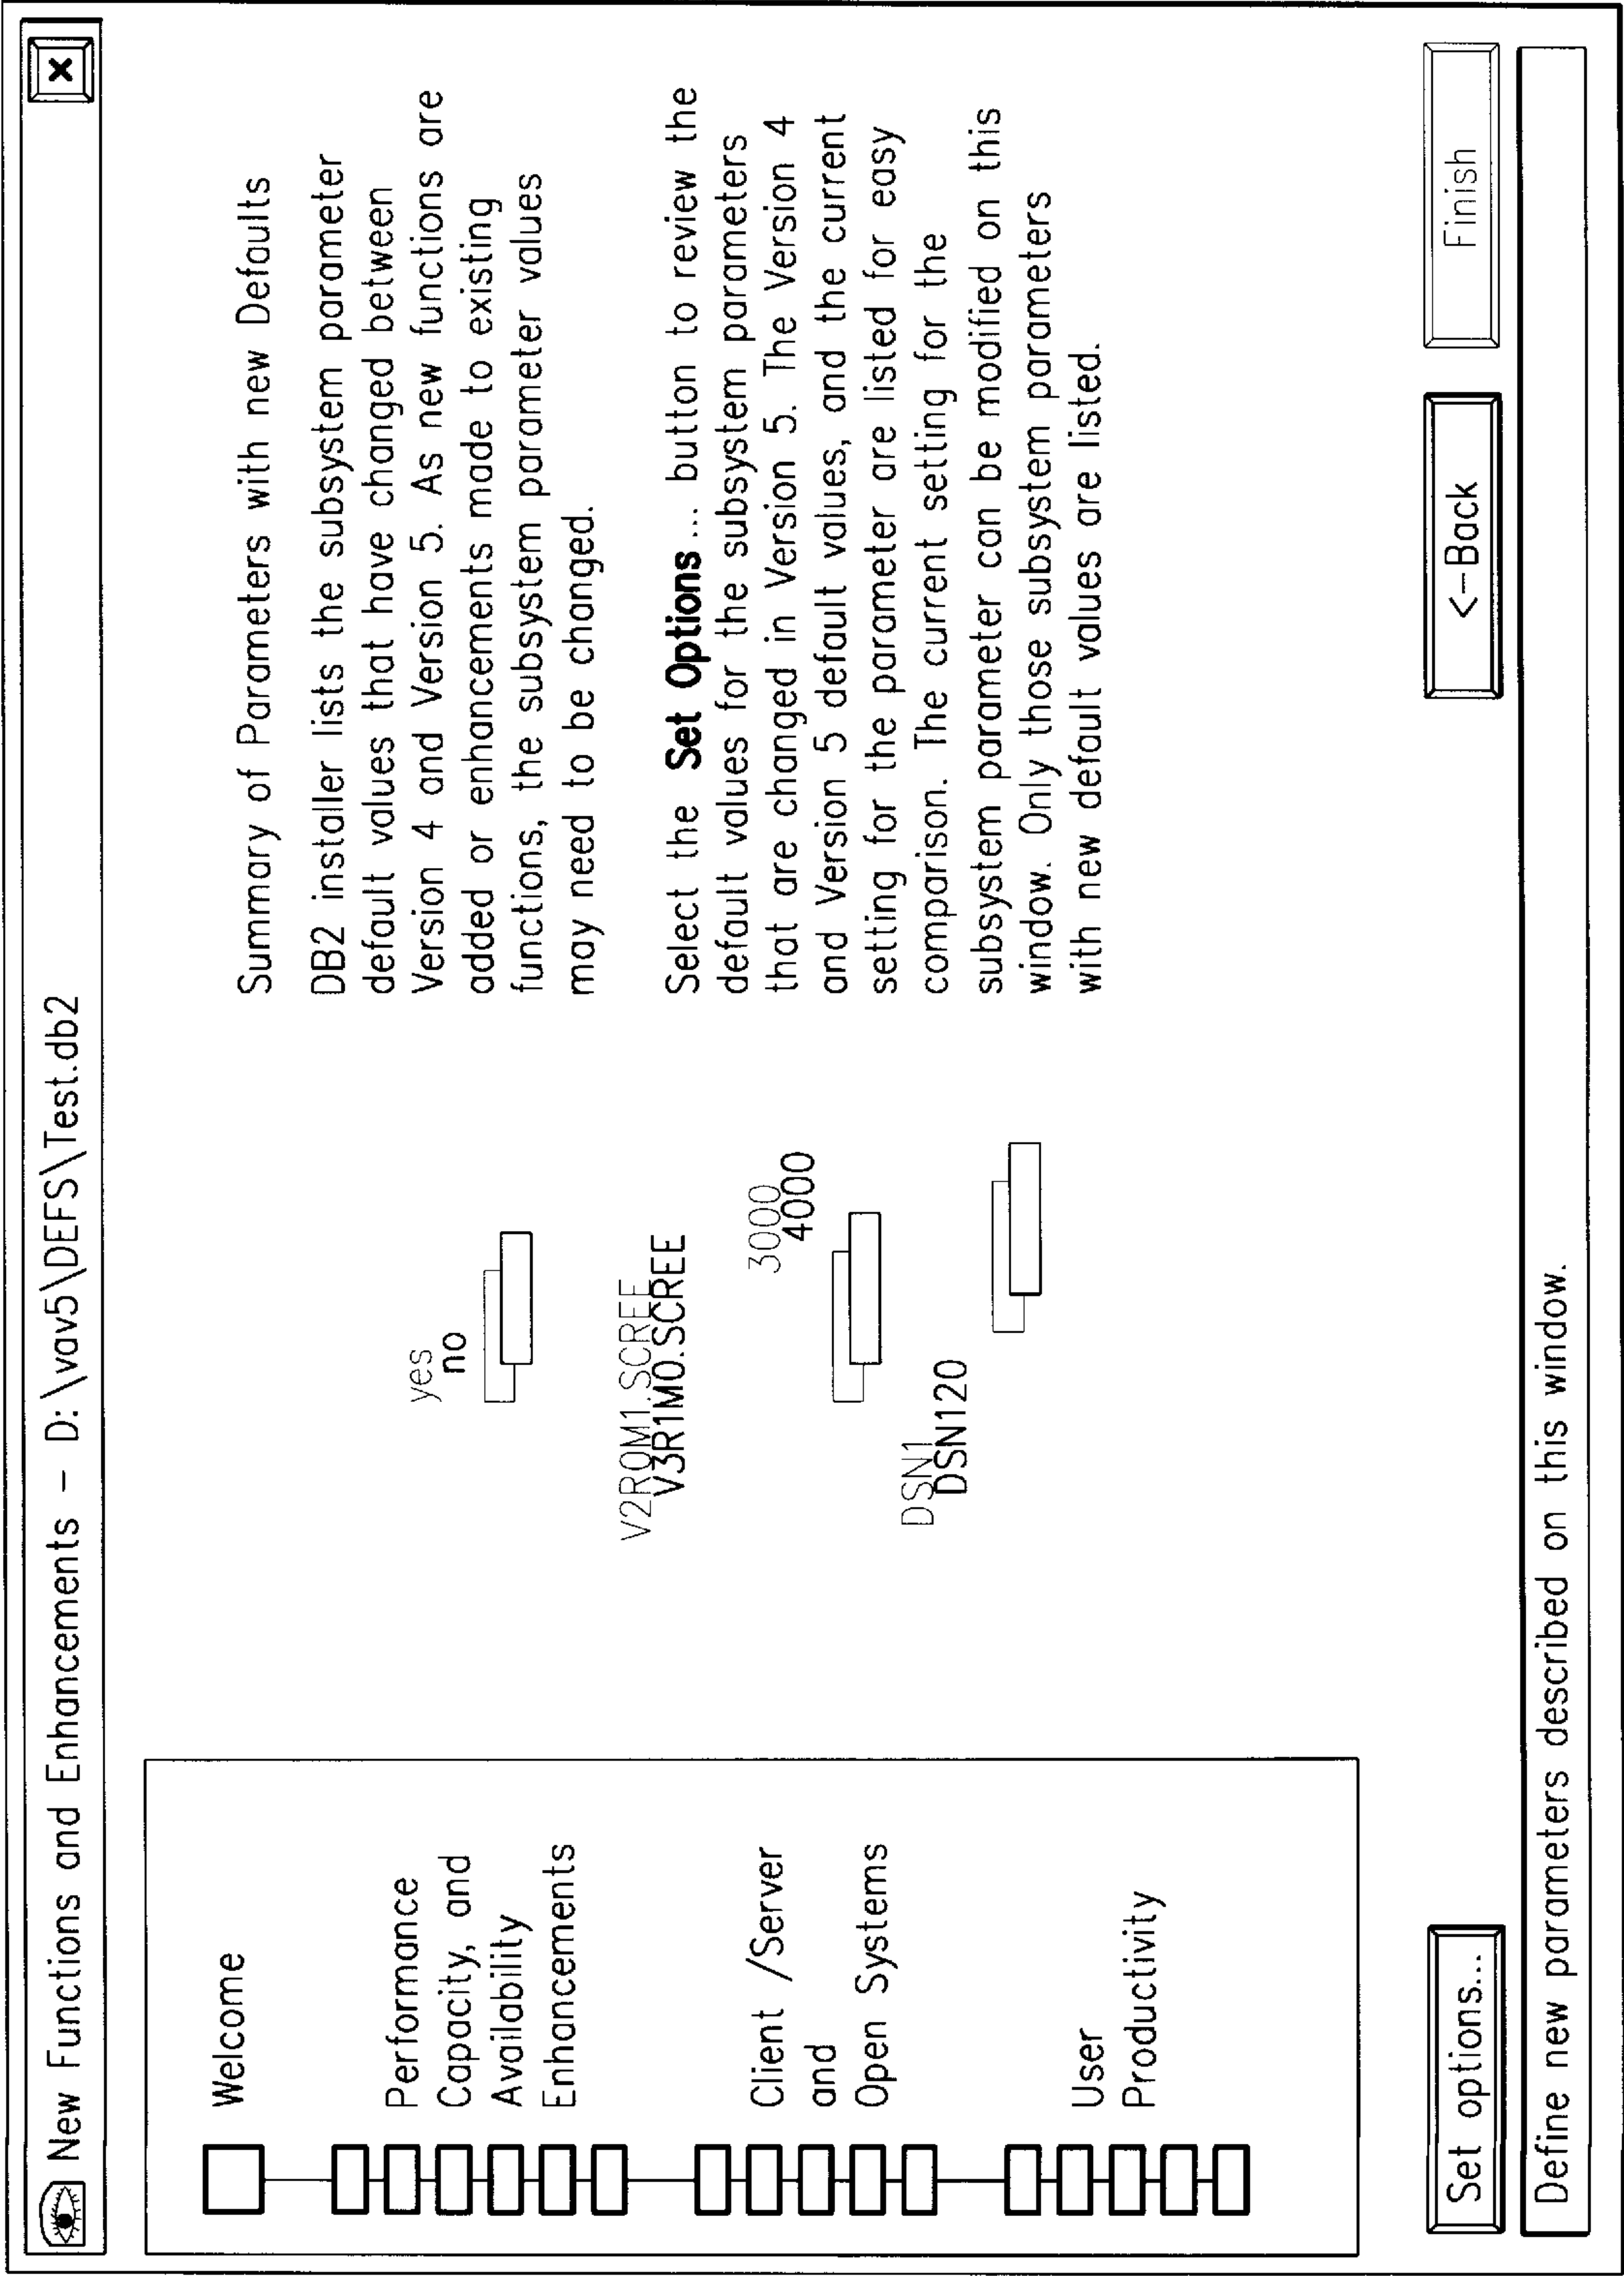 New Functions and Enhancements – D:\vav5\DEFS\Test.db2
x
Welcome
Performance
Capacity, and
Availability
Enhancements
Client /Server
and
Open Systems
User
Productivity
yes
no
V2R0M1.SCREE
V3R1M0.SCREE
3000
4000
DSN1
DSN120
Summary of Parameters with new Defaults
DB2 installer lists the subsystem parameter
default values that have changed between
Version 4 and Version 5. As new functions are
added or enhancements made to existing
functions, the subsystem parameter values
may need to be changed.
Select the Set Options... button to review the
default values for the subsystem parameters
that are changed in Version 5. The Version 4
and Version 5 default values, and the current
setting for the parameter are listed for easy
comparison. The current setting for the
subsystem parameter can be modified on this
window. Only those subsystem parameters
with new default values are listed.
Set options...
<--Back
Finish
Define new parameters described on this window.